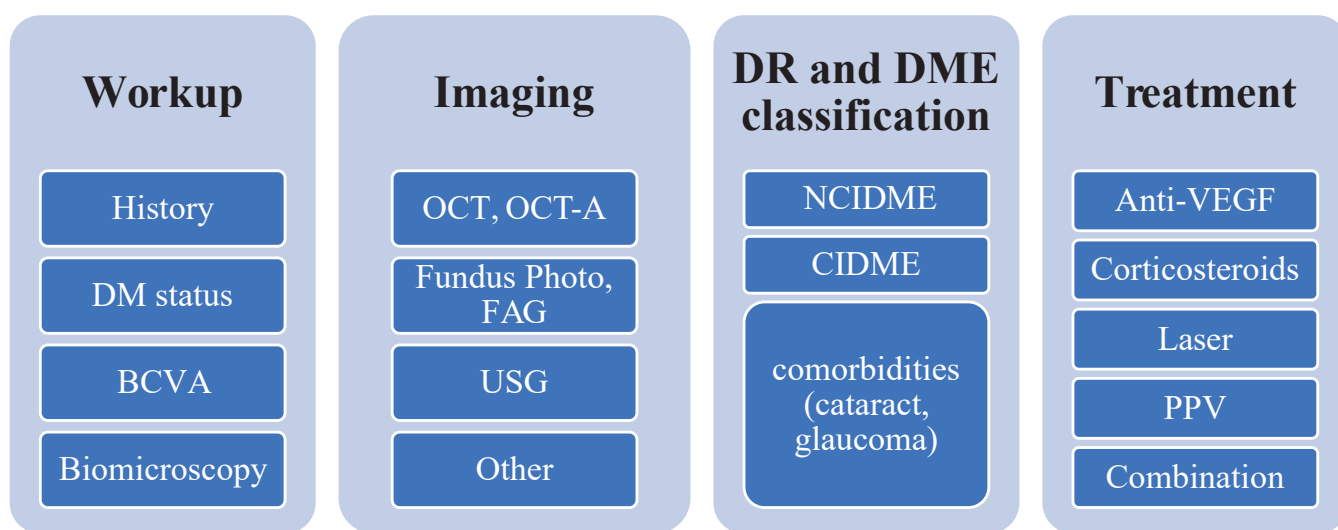 Workup
History
DM status
BCVA
Biomicroscopy
Imaging
OCT, OCT-A
Fundus Photo,
FAG
USG
Other
DR and DME
classification
NCIDME
CIDME
comorbidities
(cataract,
glaucoma)
Treatment
Anti-VEGF
Corticosteroids
Laser
PPV
Combination